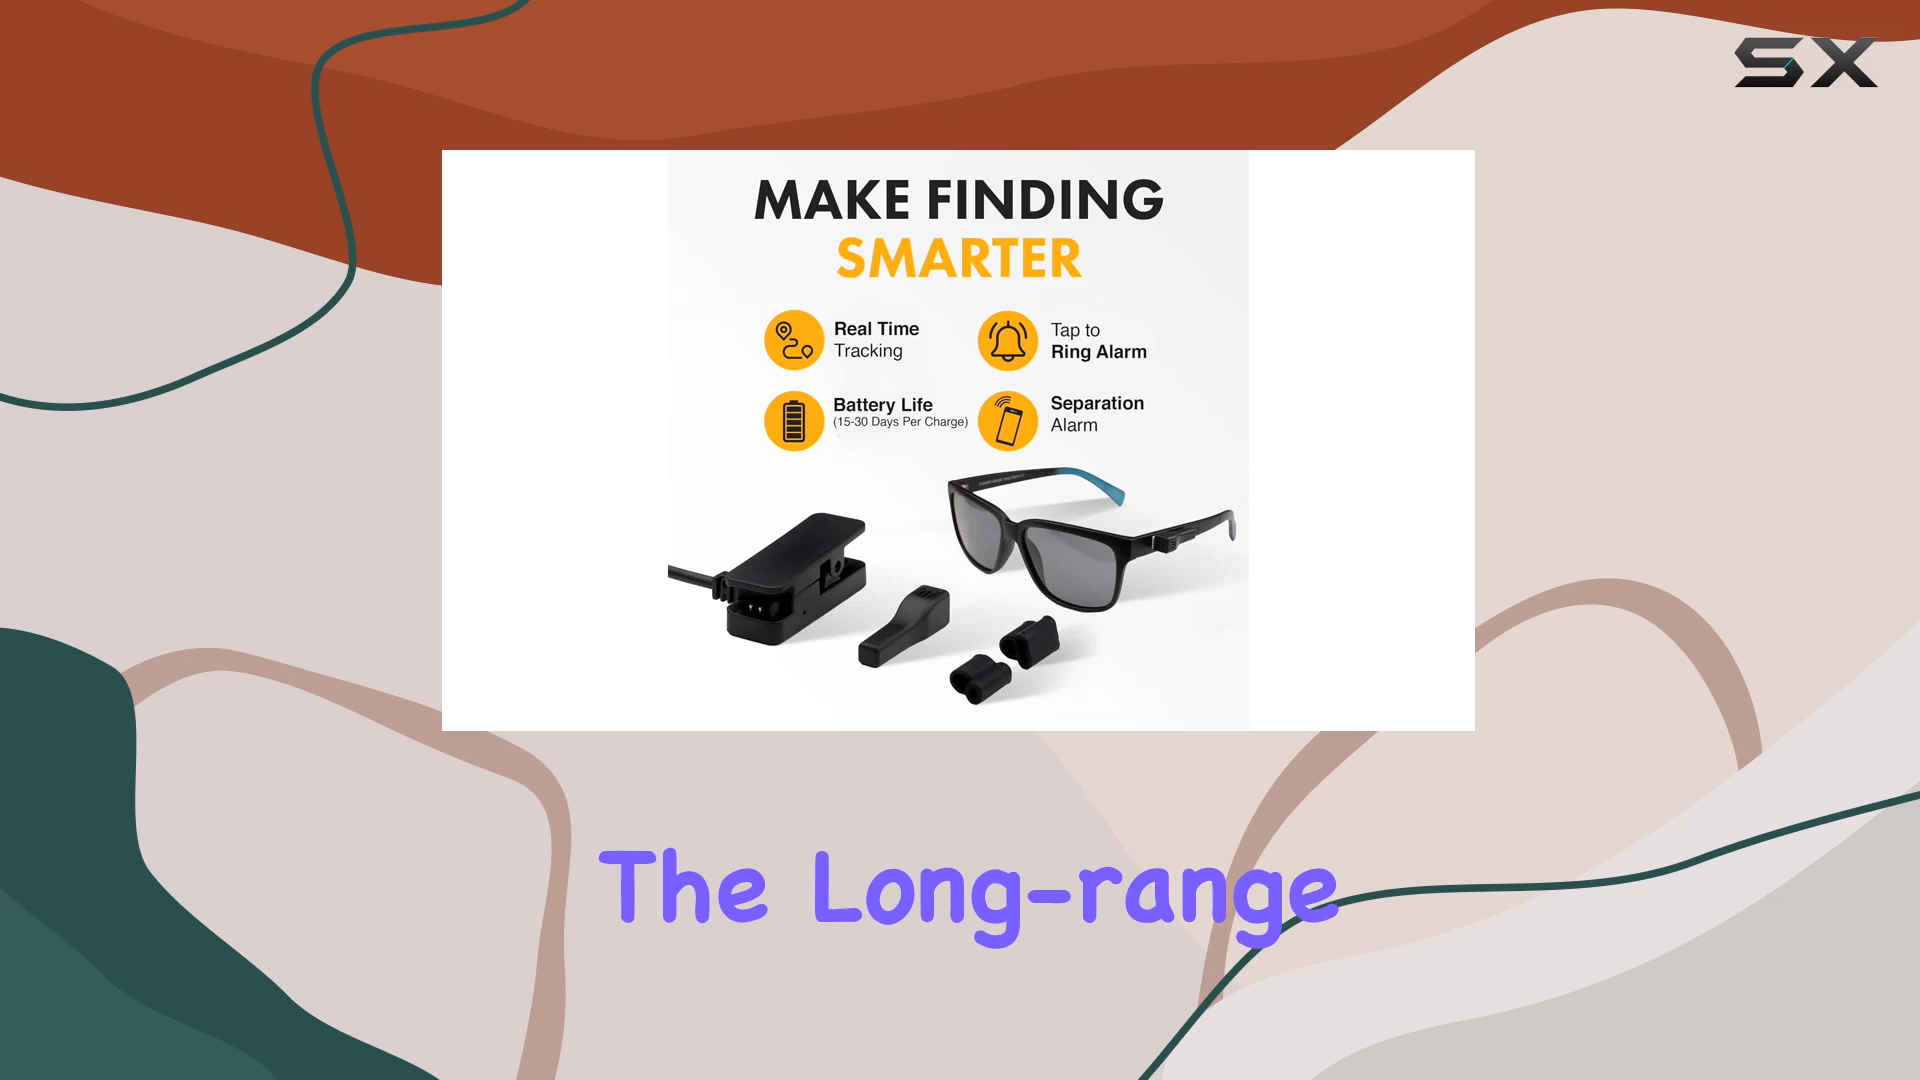 SX
MAKE FINDING
SMARTER
Real Time
Tracking
Tap to
Ring Alarm
Battery Life
(15-30 Days Per Charge)
Separation
Alarm
The Long-range